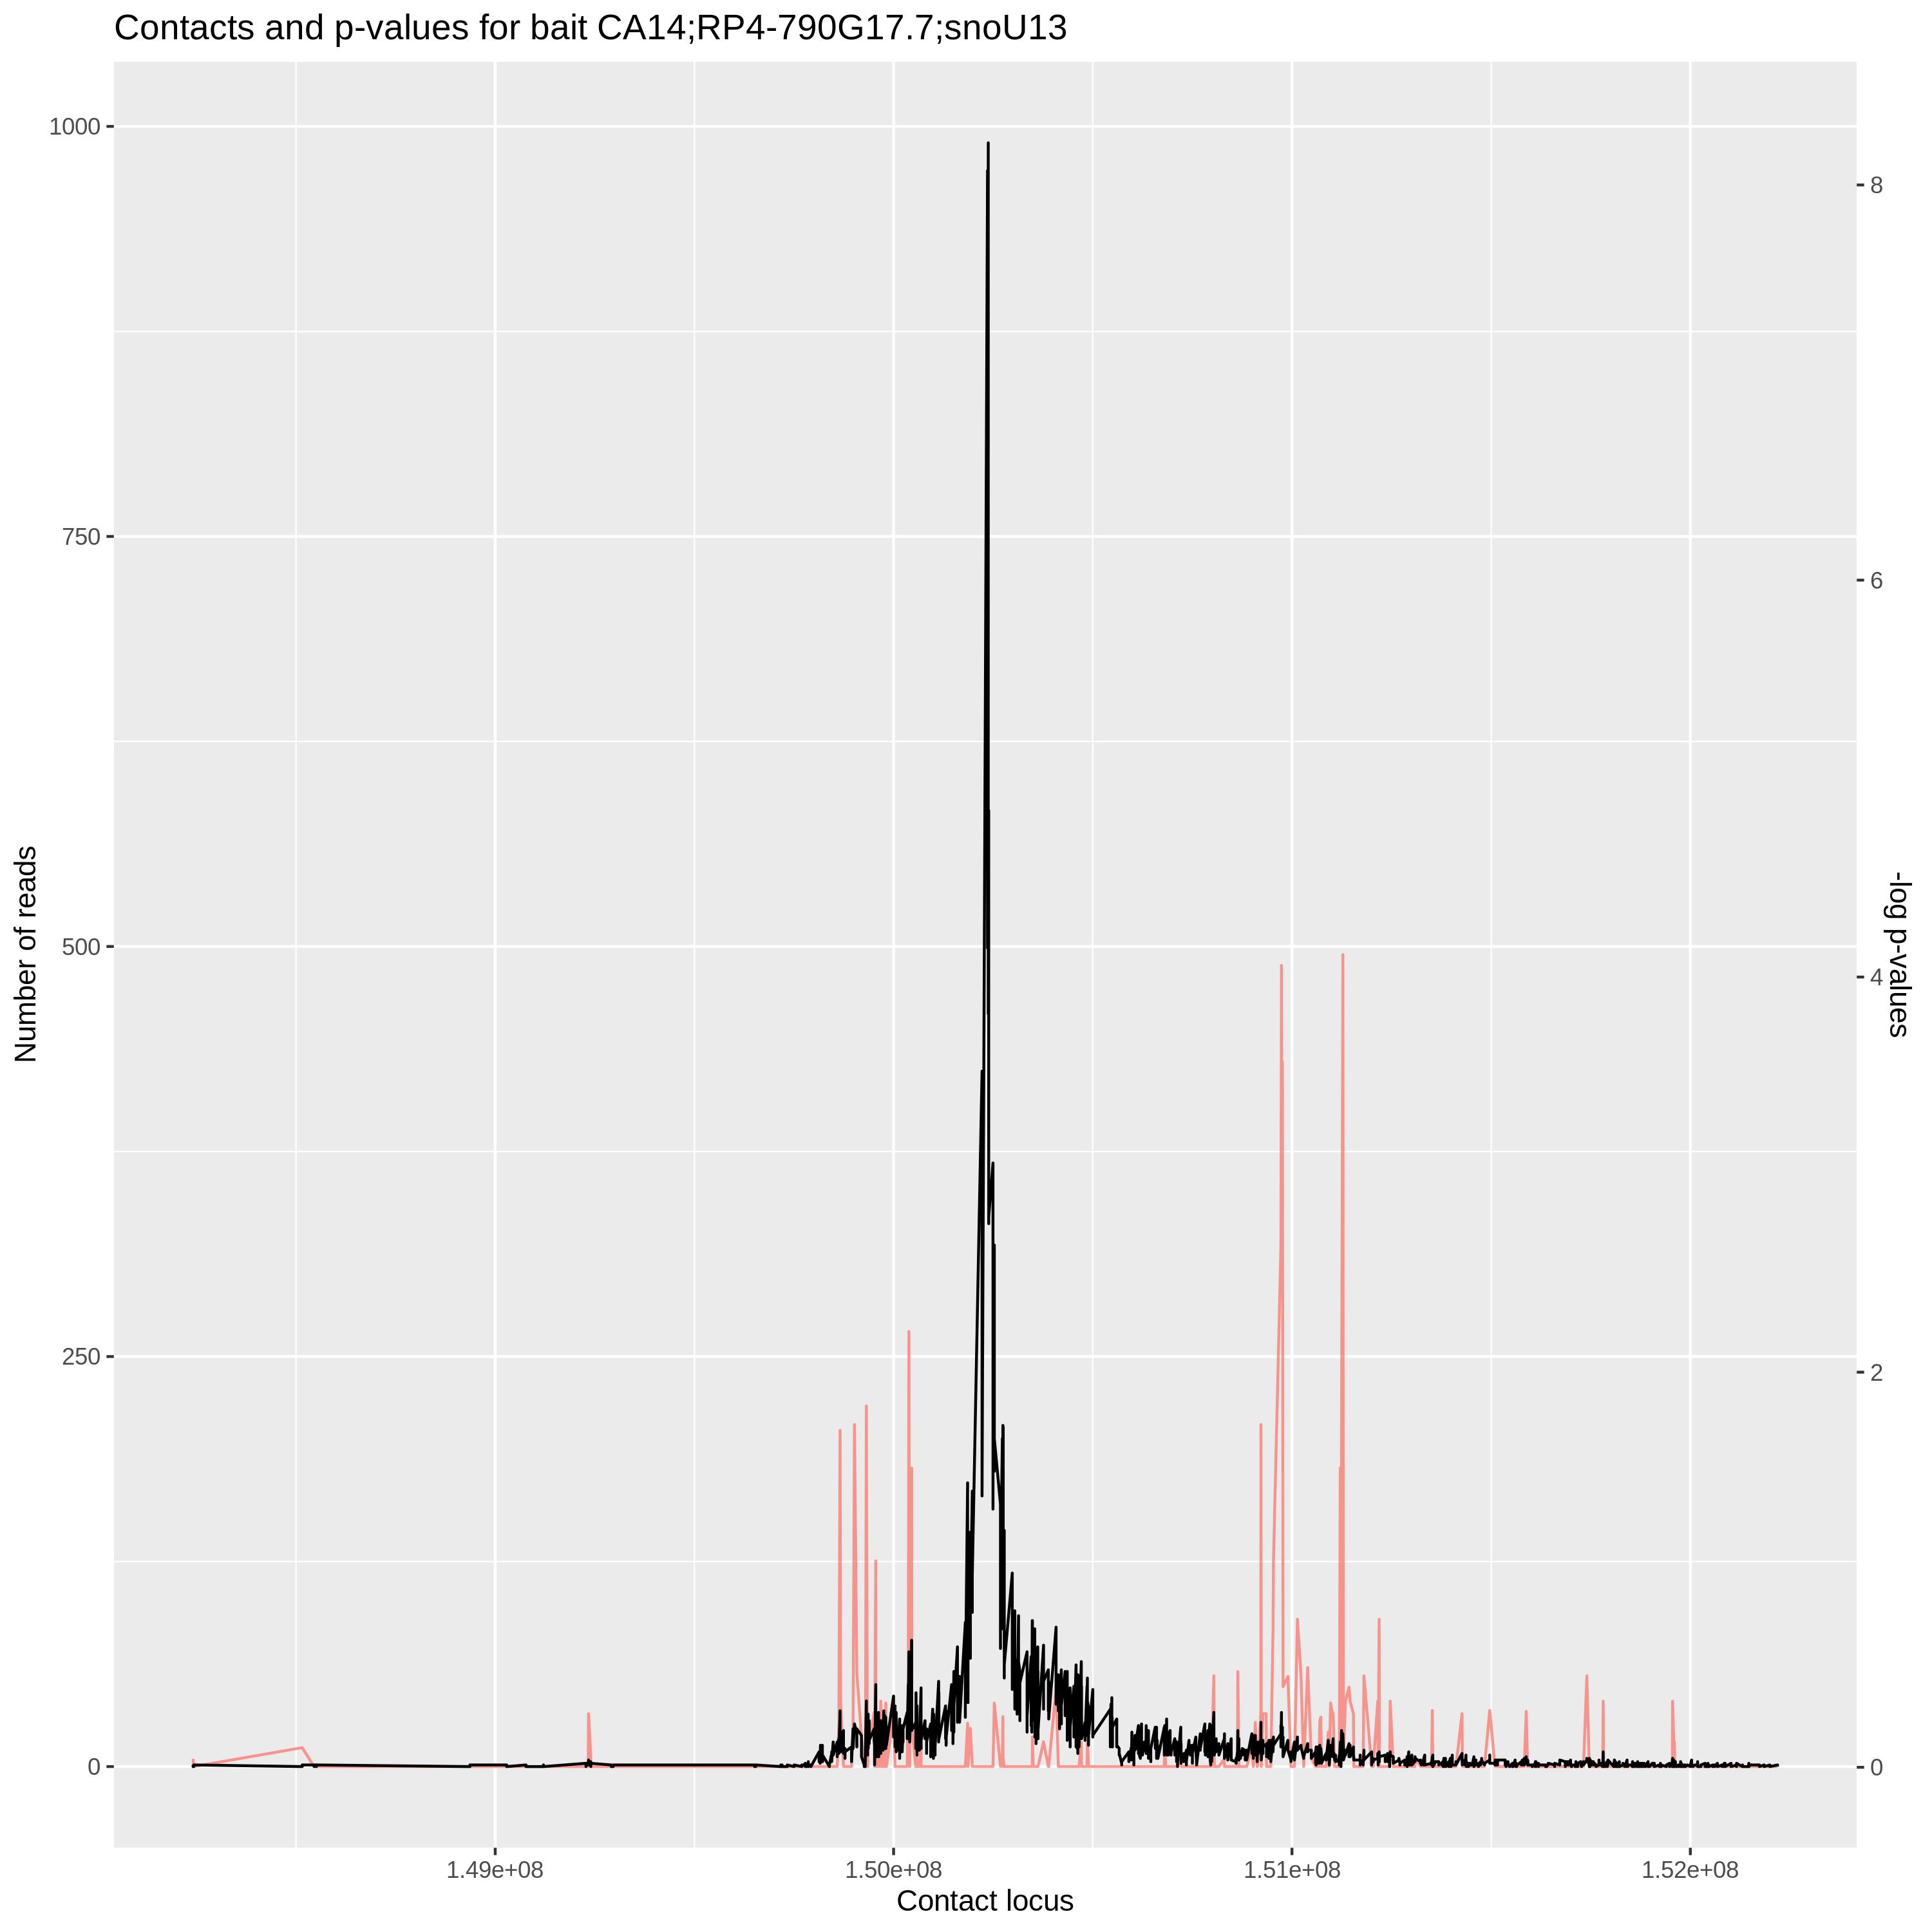 Contacts and p-values for bait CA14;RP4-790G17.7;snoU13
1000
750
500
250
0
Number of reads
8
6
4
2
0
-log p-values
1.49e+08
1.50e+08
1.51e+08
1.52e+08
Contact locus